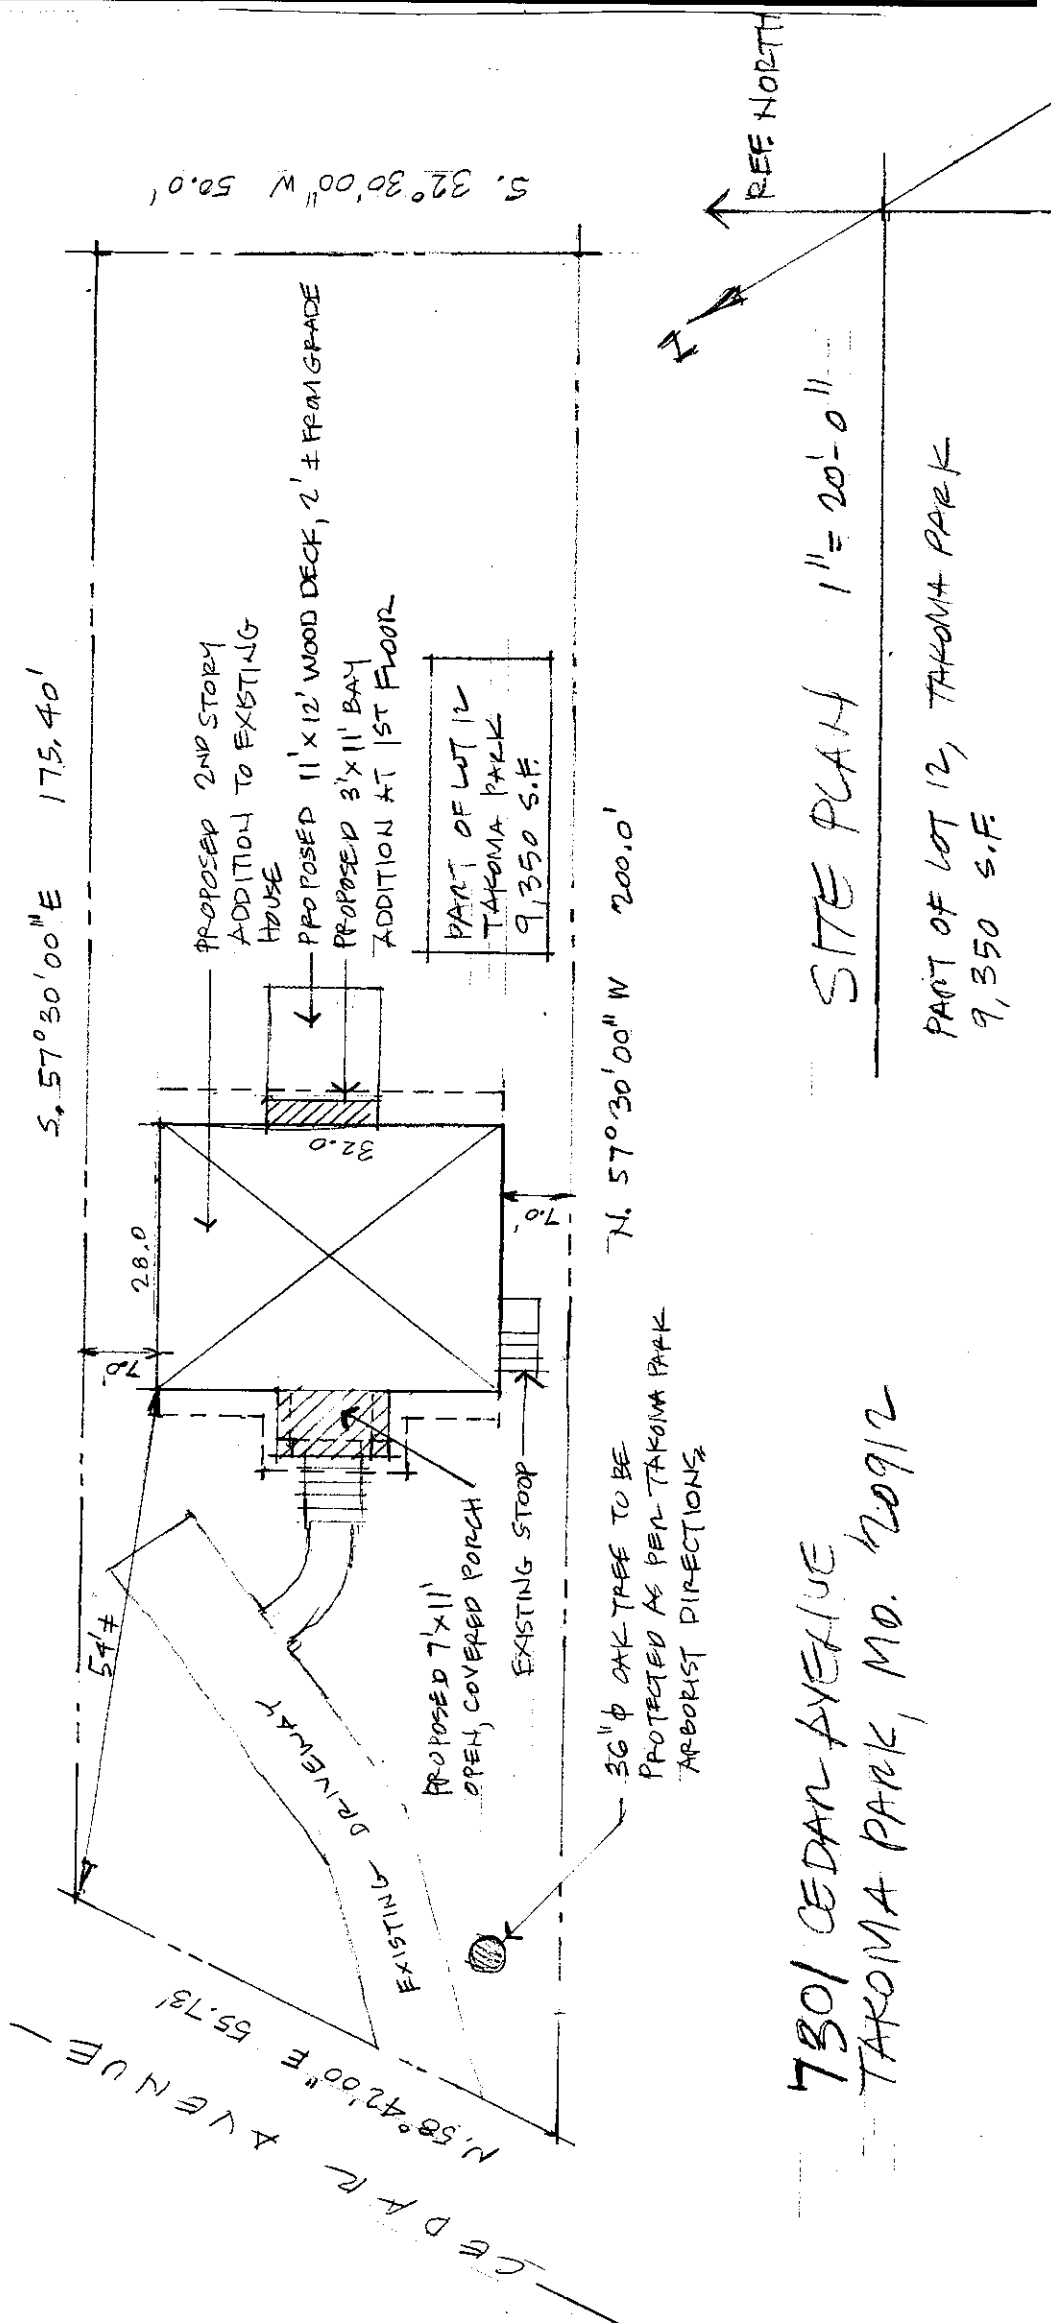 S. 57° 30' 00" E 175.40'
S. 32° 30' 00" W 50.0'
PROPOSED 2ND STORY
ADDITION TO EXISTING
HOUSE
PROPOSED 11' X 12' WOOD DECK, 2' ± FROM GRADE
PROPOSED 3' X 11' BAY
ADDITION AT 1ST FLOOR
PART OF LOT 12
TAKOMA PARK
9,350 S.F.
28.0
32.0
7.0'
7.0'
54'±
EXISTING DRIVEWAY
PROPOSED 7' X 11'
OPEN, COVERED PORCH
EXISTING STOOP
36"φ OAK TREE TO BE
PROTECTED AS PER TAKOMA PARK
ARBORIST DIRECTIONS
N. 57° 30' 00" W 200.0'
N. 58° 42' 00" E 55.73'
CEDAR AVENUE
REF. NORTH
N
SITE PLAN 1" = 20'-0"
PART OF LOT 12, TAKOMA PARK
9,350 S.F.
7301 CEDAR AVENUE
TAKOMA PARK, MD. 20912